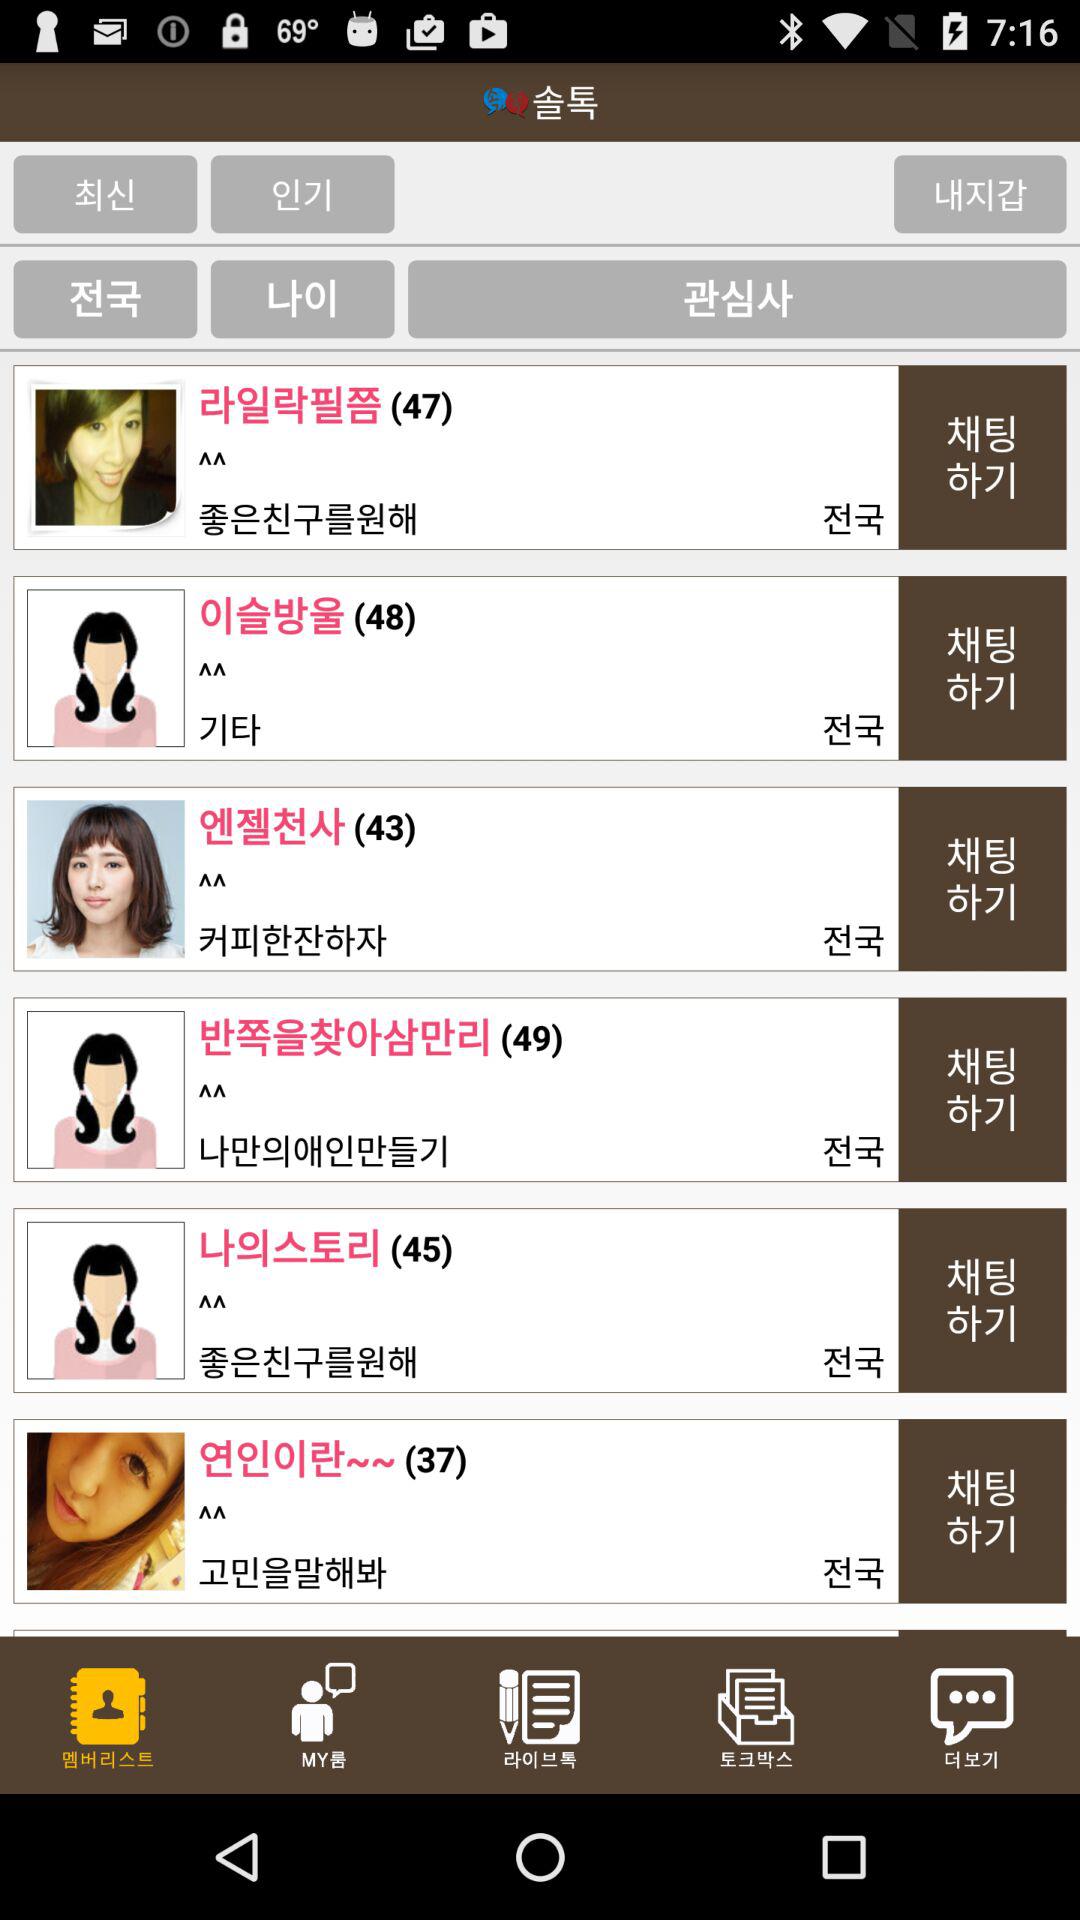 69° 7:16
솔톡
최신 인기 내지갑
전국 나이 관심사
라일락필쯤 (47)
^^
좋은친구를원해 전국
채팅
하기
이슬방울 (48)
^^
기타 전국
채팅
하기
엔젤천사 (43)
^^
커피한잔하자 전국
채팅
하기
반쪽을찾아삼만리 (49)
^^
나만의애인만들기 전국
채팅
하기
나의스토리 (45)
^^
좋은친구를원해 전국
채팅
하기
연인이란~~ (37)
^^
고민을말해봐 전국
채팅
하기
멤버리스트 MY룸 라이브톡 토크박스 더보기